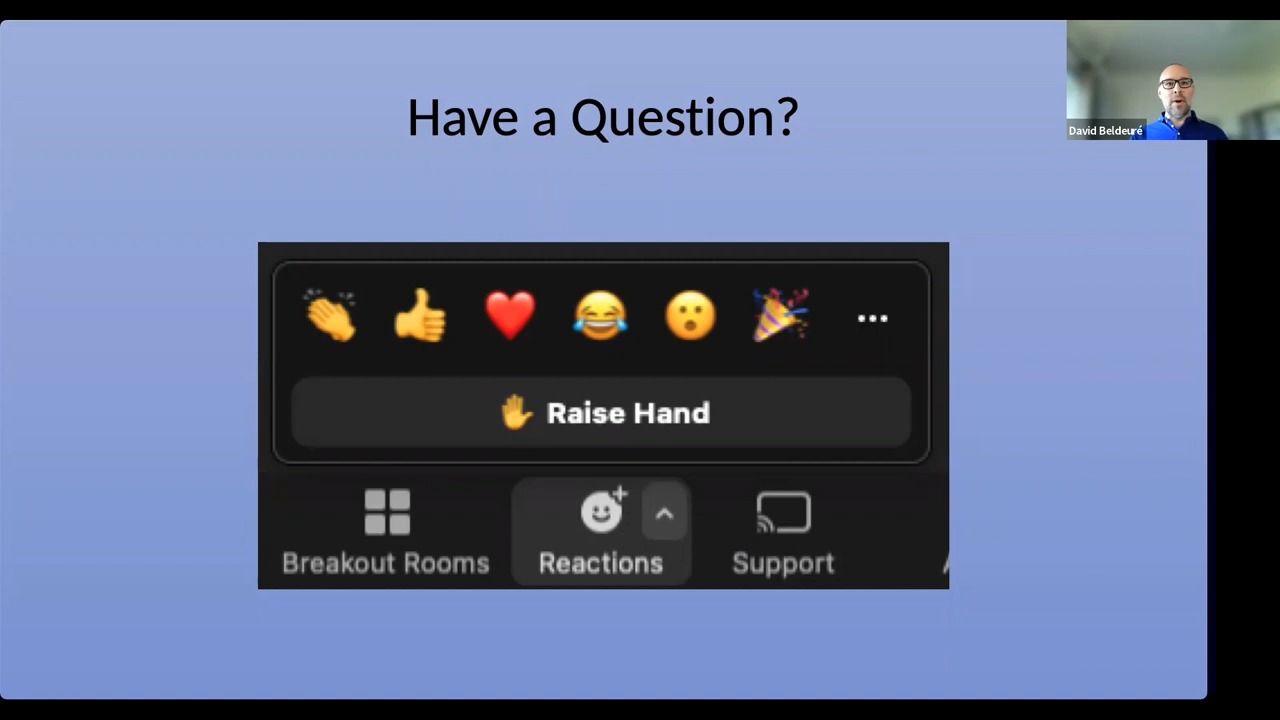 Have a Question?
David Beldeuré
Raise Hand
Breakout Rooms
Reactions
Support